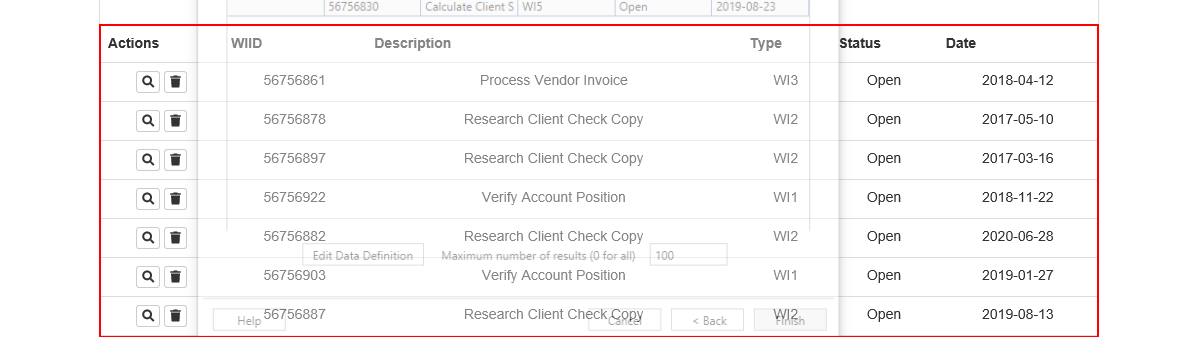 56756830 Calculate Client S WI5 Open 2019-08-23
Actions WIID Description Type Status Date
56756861 Process Vendor Invoice WI3 Open 2018-04-12
56756878 Research Client Check Copy WI2 Open 2017-05-10
56756897 Research Client Check Copy WI2 Open 2017-03-16
56756922 Verify Account Position WI1 Open 2018-11-22
56756882 Research Client Check Copy WI2 Open 2020-06-28
Edit Data Definition Maximum number of results (0 for all) 100
56756903 Verify Account Position WI1 Open 2019-01-27
56756887 Research Client Check Copy WI2 Open 2019-08-13
Help Cancel < Back Finish